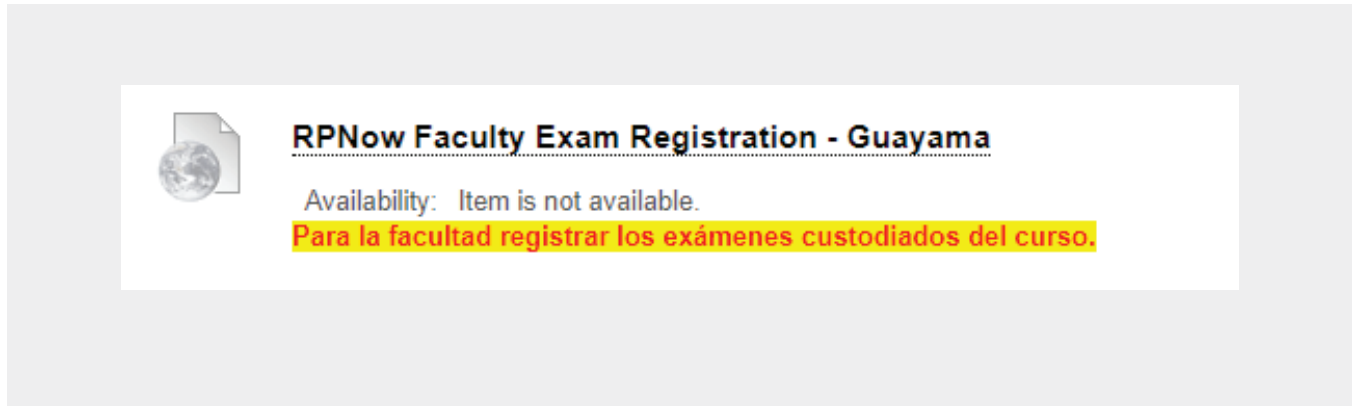 RPNow Faculty Exam Registration - Guayama
Availability: Item is not available.
Para la facultad registrar los exámenes custodiados del curso.